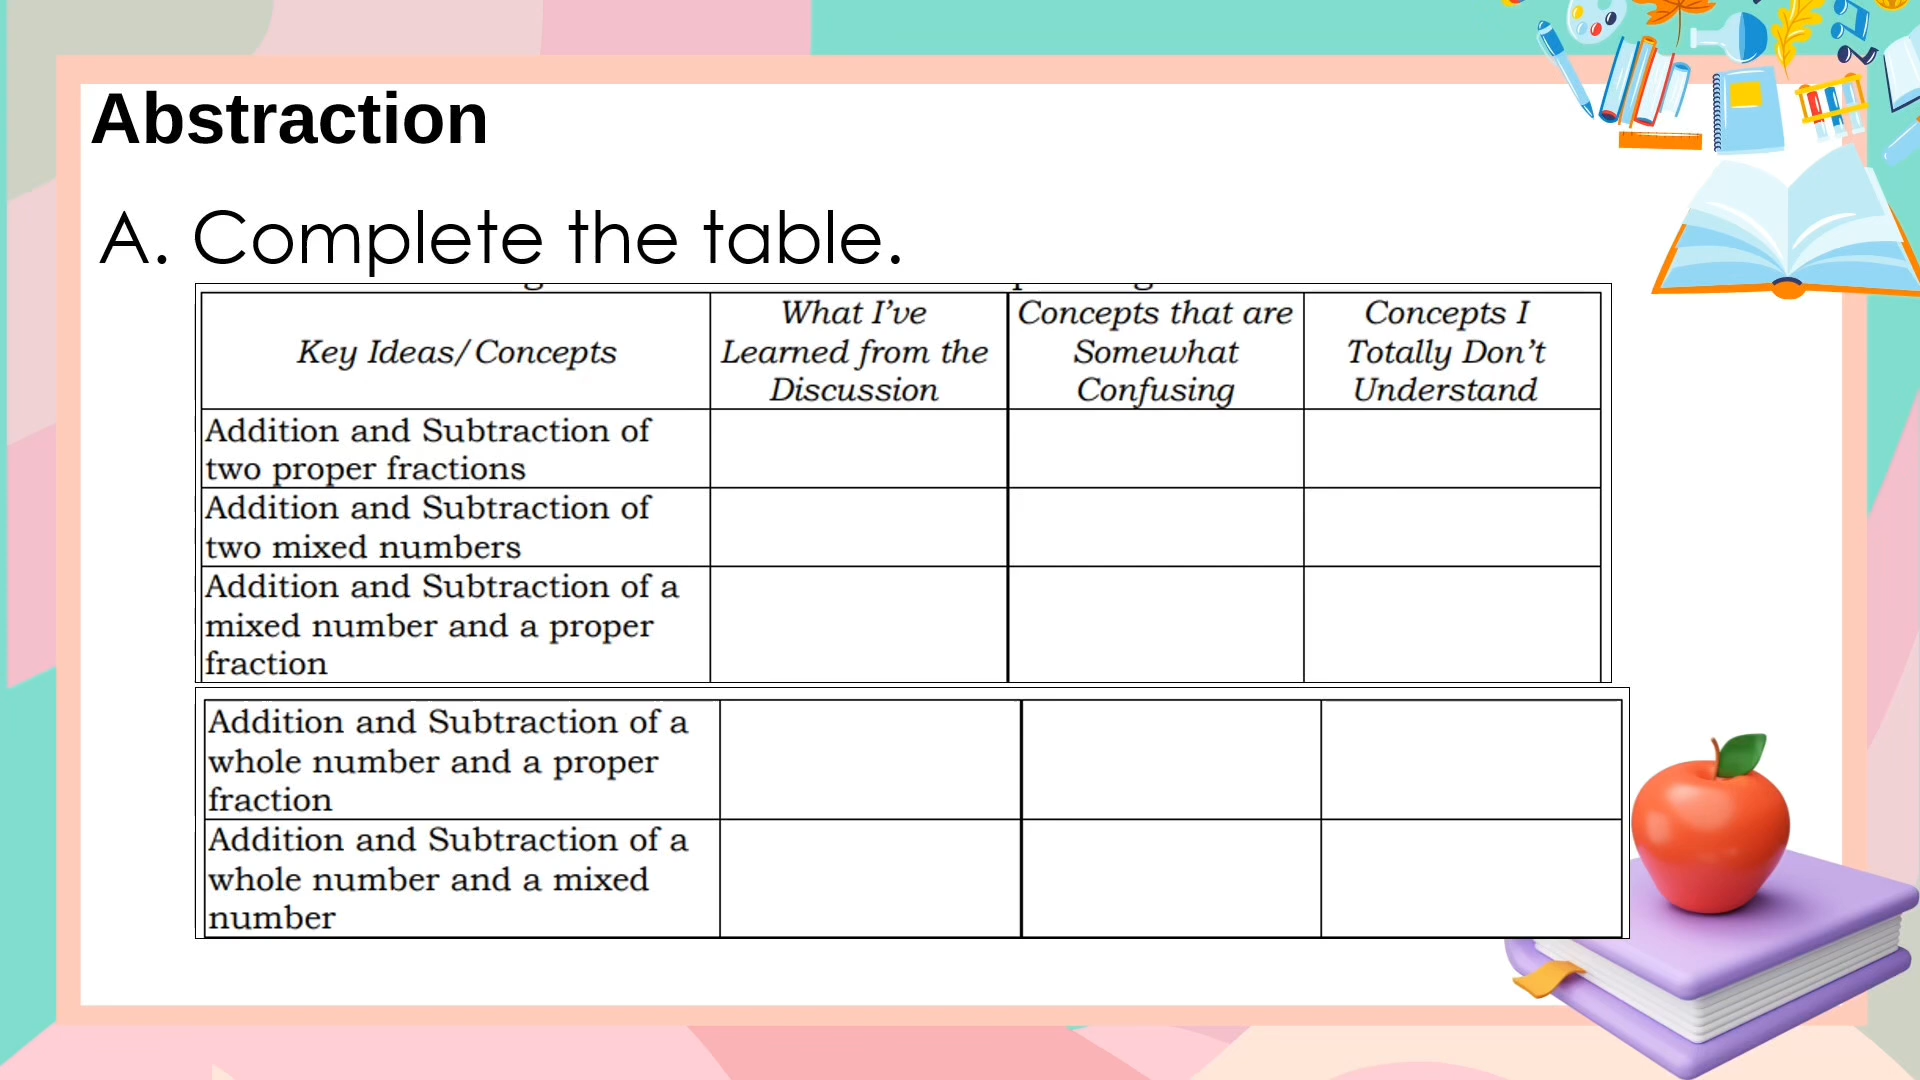 Abstraction
A. Complete the table.
Key Ideas/Concepts
What I've
Learned from the
Discussion
Concepts that are
Somewhat
Confusing
Concepts I
Totally Don't
Understand
Addition and Subtraction of
two proper fractions
Addition and Subtraction of
two mixed numbers
Addition and Subtraction of a
mixed number and a proper
fraction
Addition and Subtraction of a
whole number and a proper
fraction
Addition and Subtraction of a
whole number and a mixed
number